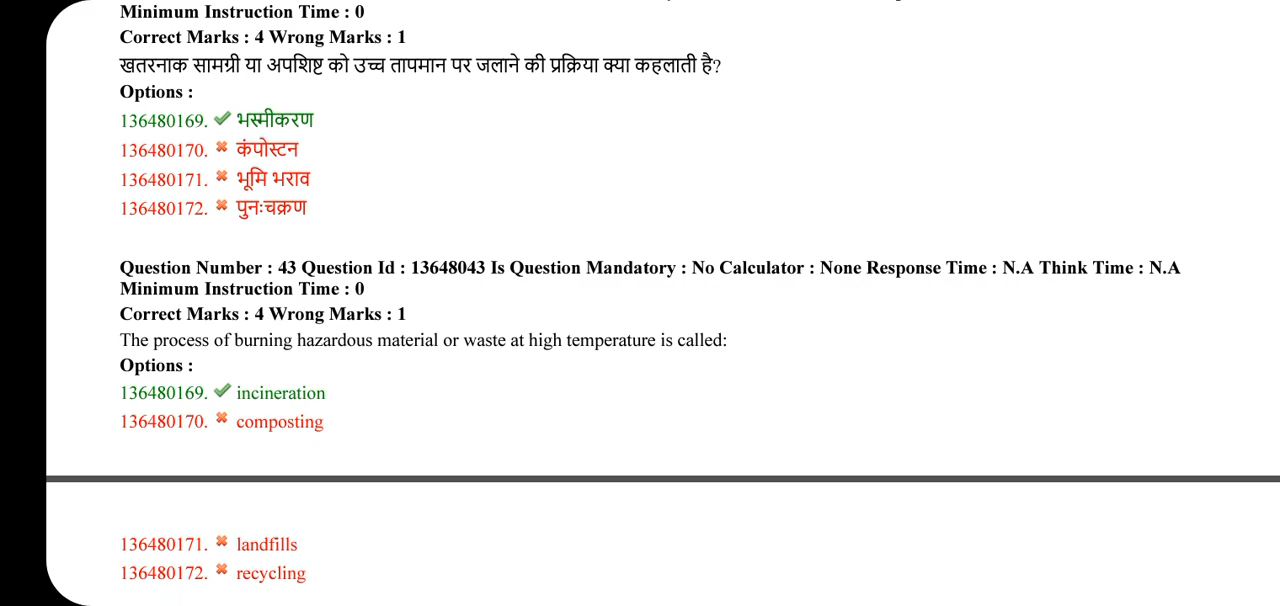 Minimum Instruction Time : 0
Correct Marks : 4 Wrong Marks : 1
खतरनाक सामग्री या अपशिष्ट को उच्च तापमान पर जलाने की प्रक्रिया क्या कहलाती है?
Options :
136480169. भस्मीकरण
136480170. कंपोस्टन
136480171. भूमि भराव
136480172. पुनःचक्रण
Question Number : 43 Question Id : 13648043 Is Question Mandatory : No Calculator : None Response Time : N.A Think Time : N.A
Minimum Instruction Time : 0
Correct Marks : 4 Wrong Marks : 1
The process of burning hazardous material or waste at high temperature is called:
Options :
136480169. incineration
136480170. composting
136480171. landfills
136480172. recycling